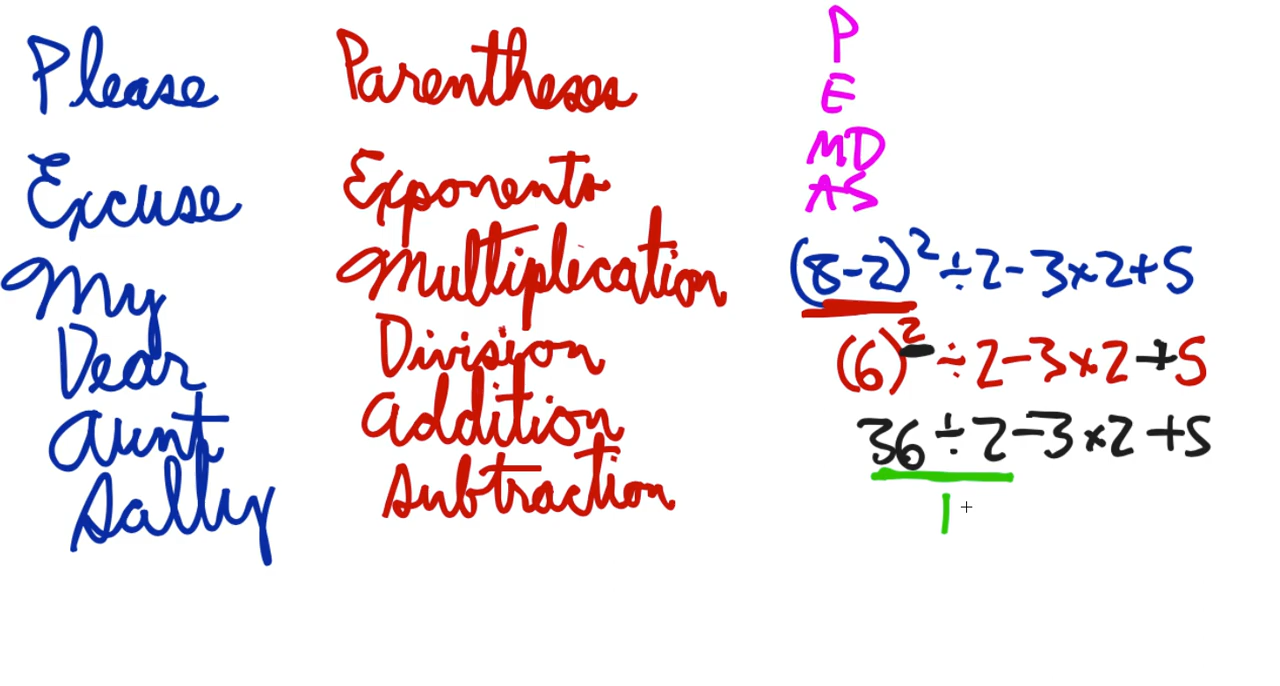 Please
Excuse
My
Dear
Aunt
Sally
Parentheses
Exponents
Multiplication
Division
Addition
Subtraction
P
E
MD
AS
(8-2)²÷2-3×2+5
(6)²÷2-3×2+5
36÷2-3×2+5
1